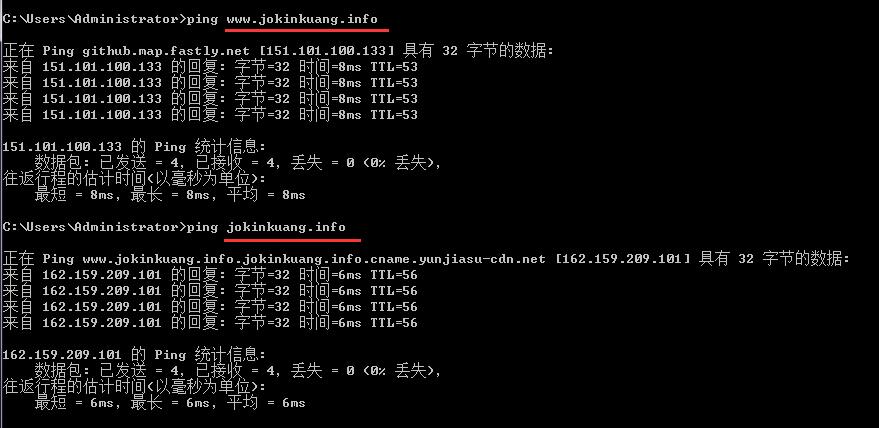 C:\Users\Administrator>ping www.jokinkuang.info
正在 Ping github.map.fastly.net [151.101.100.133] 具有 32 字节的数据:
来自 151.101.100.133 的回复: 字节=32 时间=8ms TTL=53
来自 151.101.100.133 的回复: 字节=32 时间=8ms TTL=53
来自 151.101.100.133 的回复: 字节=32 时间=8ms TTL=53
来自 151.101.100.133 的回复: 字节=32 时间=8ms TTL=53
151.101.100.133 的 Ping 统计信息:
数据包: 已发送 = 4, 已接收 = 4, 丢失 = 0 (0% 丢失),
往返行程的估计时间(以毫秒为单位):
最短 = 8ms, 最长 = 8ms, 平均 = 8ms
C:\Users\Administrator>ping jokinkuang.info
正在 Ping www.jokinkuang.info.jokinkuang.info.cname.yunjiasu-cdn.net [162.159.209.101] 具有 32 字节的数据:
来自 162.159.209.101 的回复: 字节=32 时间=6ms TTL=56
来自 162.159.209.101 的回复: 字节=32 时间=6ms TTL=56
来自 162.159.209.101 的回复: 字节=32 时间=6ms TTL=56
来自 162.159.209.101 的回复: 字节=32 时间=6ms TTL=56
162.159.209.101 的 Ping 统计信息:
数据包: 已发送 = 4, 已接收 = 4, 丢失 = 0 (0% 丢失),
往返行程的估计时间(以毫秒为单位):
最短 = 6ms, 最长 = 6ms, 平均 = 6ms